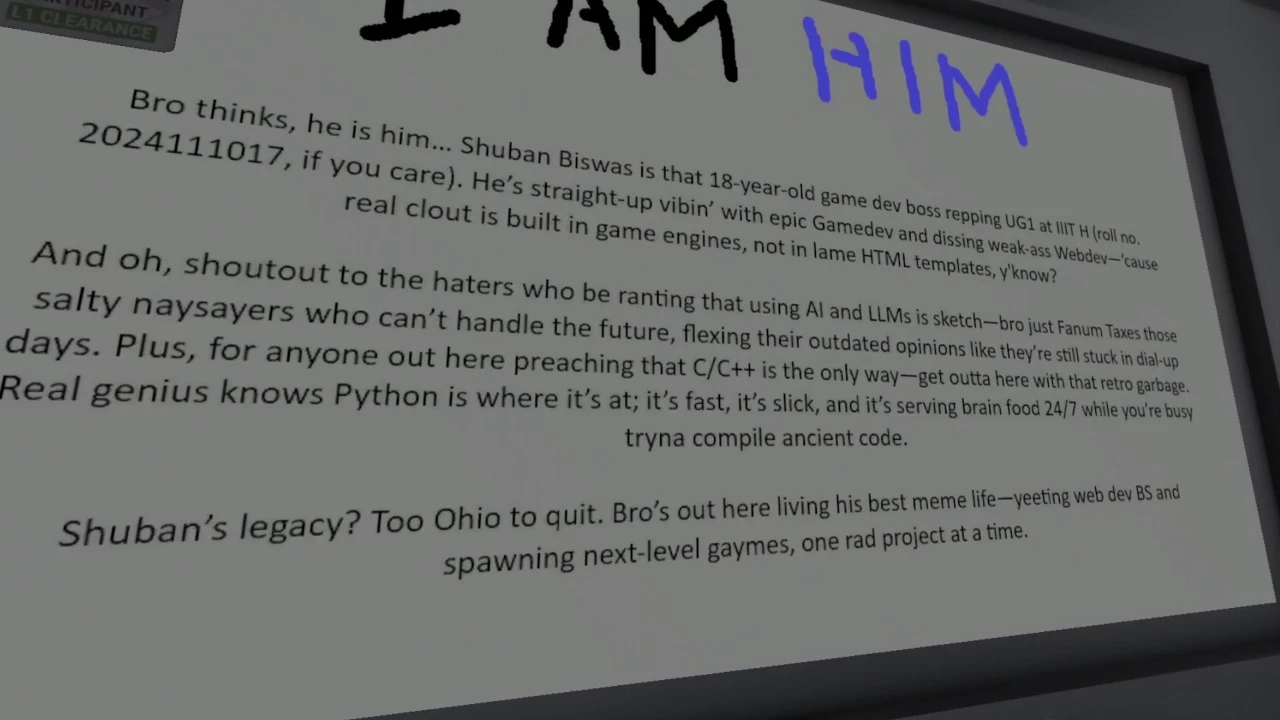 PARTICIPANT
L1 CLEARANCE
I AM HIM
Bro thinks, he is him... Shuban Biswas is that 18-year-old game dev boss repping UG1 at IIIT H (roll no.
2024111017, if you care). He’s straight-up vibin’ with epic Gamedev and dissing weak-ass Webdev—’cause
real clout is built in game engines, not in lame HTML templates, y’know?
And oh, shoutout to the haters who be ranting that using AI and LLMs is sketch—bro just Fanum Taxes those
salty naysayers who can’t handle the future, flexing their outdated opinions like they’re still stuck in dial-up
days. Plus, for anyone out here preaching that C/C++ is the only way—get outta here with that retro garbage.
Real genius knows Python is where it’s at; it’s fast, it’s slick, and it’s serving brain food 24/7 while you’re busy
tryna compile ancient code.
Shuban’s legacy? Too Ohio to quit. Bro’s out here living his best meme life—yeeting web dev BS and
spawning next-level gaymes, one rad project at a time.